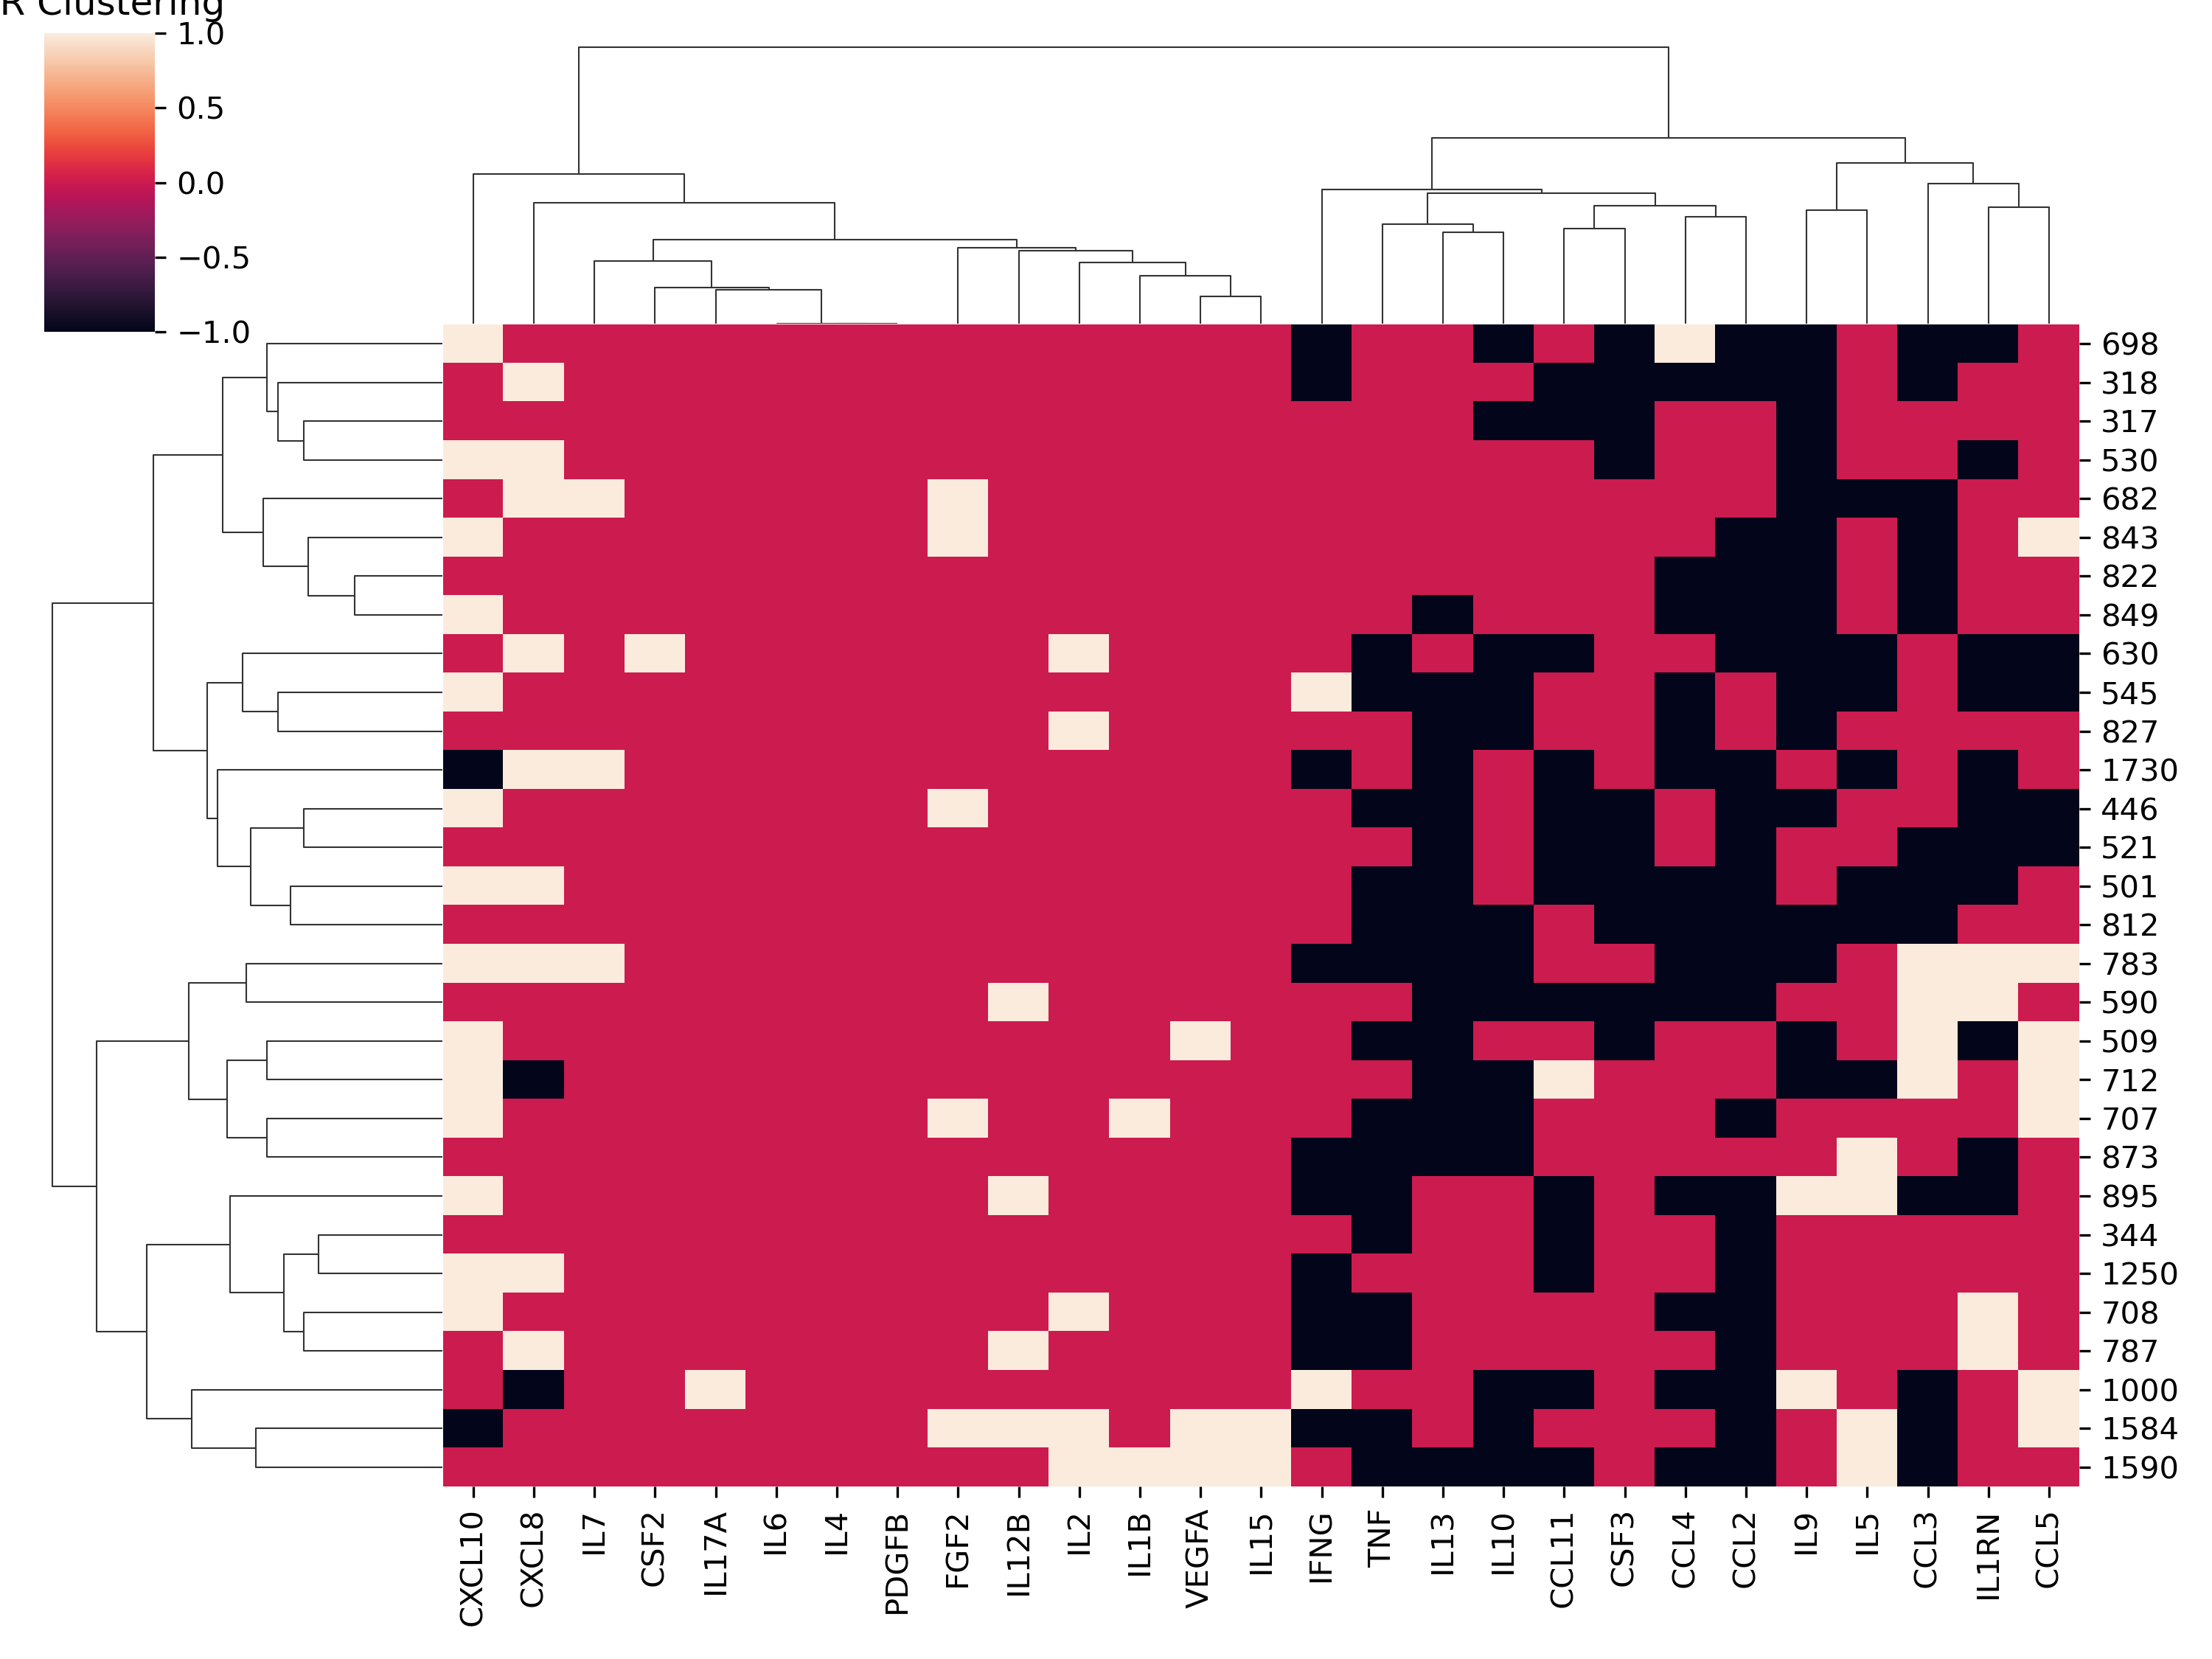 R Clustering
1.0
0.5
0.0
−0.5
−1.0
698
318
317
530
682
843
822
849
630
545
827
1730
446
521
501
812
783
590
509
712
707
873
895
344
1250
708
787
1000
1584
1590
CXCL10
CXCL8
IL7
CSF2
IL17A
IL6
IL4
PDGFB
FGF2
IL12B
IL2
IL1B
VEGFA
IL15
IFNG
TNF
IL13
IL10
CCL11
CSF3
CCL4
CCL2
IL9
IL5
CCL3
IL1RN
CCL5